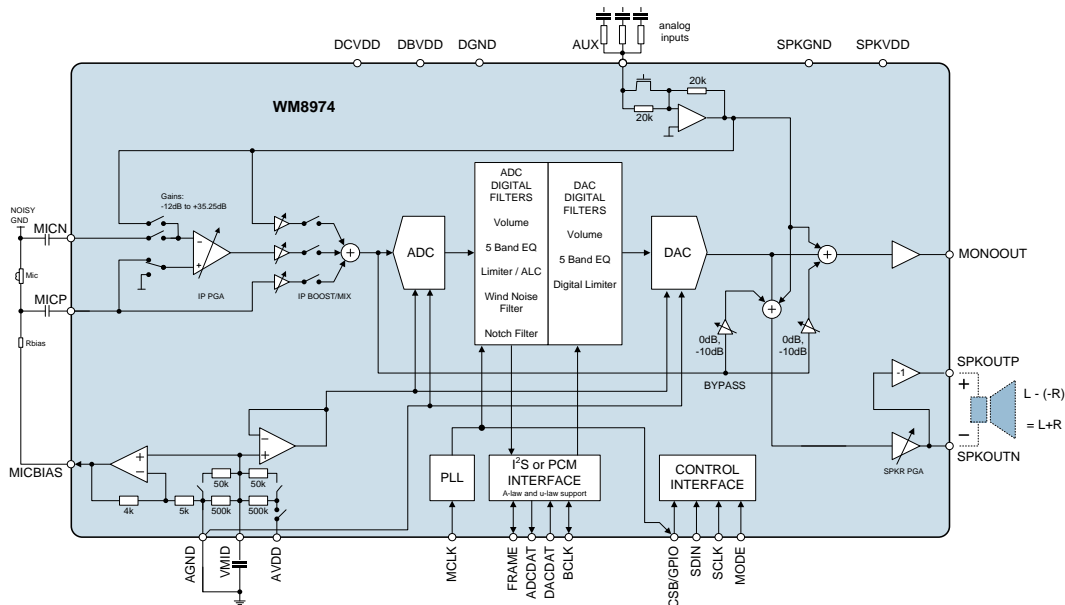 analog
inputs
AUX
DCVDD
DBVDD
DGND
SPKGND
SPKVDD
WM8974
20k
20k
Gains:
-12dB to +35.25dB
NOISY
GND
MICN
Mic
MICP
Rbias
MICBIAS
-
+
IP PGA
IP BOOST/MIX
+
ADC
ADC
DIGITAL
FILTERS
Volume
5 Band EQ
Limiter / ALC
Wind Noise
Filter
Notch Filter
DAC
DIGITAL
FILTERS
Volume
5 Band EQ
Digital Limiter
DAC
+
+
MONOOUT
0dB,
-10dB
0dB,
-10dB
BYPASS
-1
SPKOUTP
+
L - (-R)
= L+R
−
SPKOUTN
SPKR PGA
+
-
-
+
50k
50k
4k
5k
500k
500k
PLL
I²S or PCM
INTERFACE
A-law and u-law support
CONTROL
INTERFACE
AGND
VMID
AVDD
MCLK
FRAME
ADCDAT
DACDAT
BCLK
CSB/GPIO
SDIN
SCLK
MODE